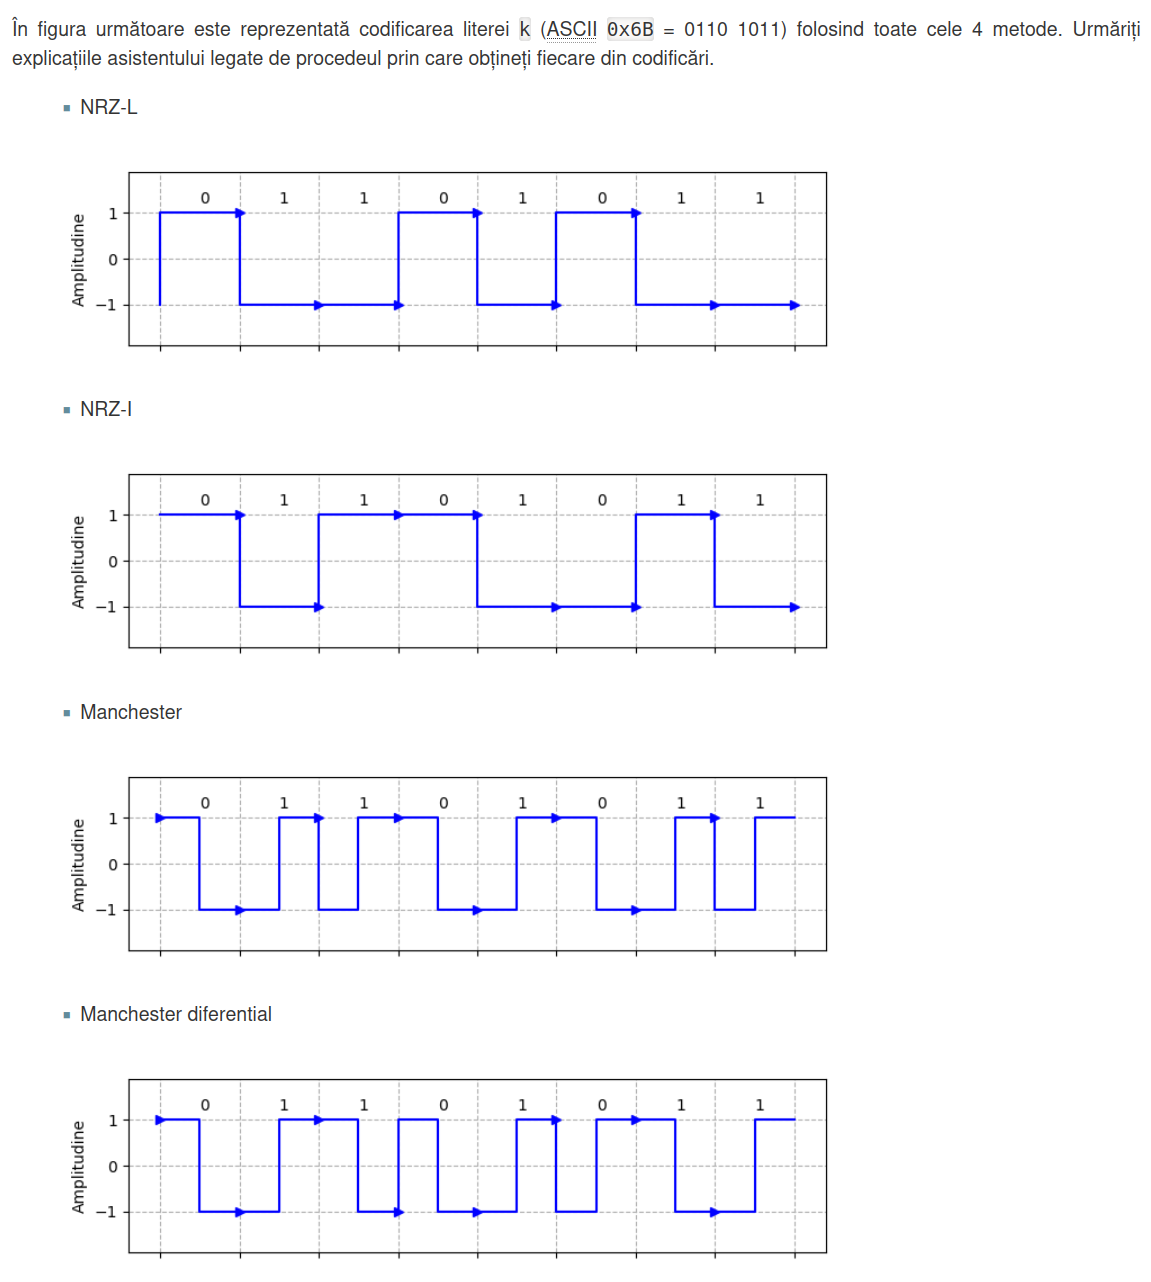 În figura următoare este reprezentată codificarea literei k (ASCII 0x6B = 0110 1011) folosind toate cele 4 metode. Urmăriți
explicațiile asistentului legate de procedeul prin care obțineți fiecare din codificări.
NRZ-L
0 1 1 0 1 0 1 1
Amplitudine
1
0
−1
NRZ-I
0 1 1 0 1 0 1 1
Amplitudine
1
0
−1
Manchester
0 1 1 0 1 0 1 1
Amplitudine
1
0
−1
Manchester diferential
0 1 1 0 1 0 1 1
Amplitudine
1
0
−1